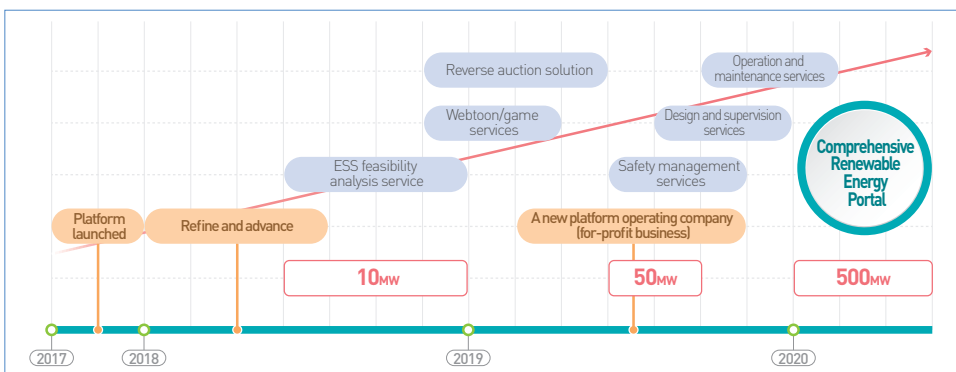 Operation and
maintenance services
Reverse auction solution
Webtoon/game
services
Design and supervision
services
Comprehensive
Renewable
Energy
Portal
ESS feasibility
analysis service
Safety management
services
Platform
launched
Refine and advance
A new platform operating company
(for-profit business)
10MW
50MW
500MW
2017
2018
2019
2020